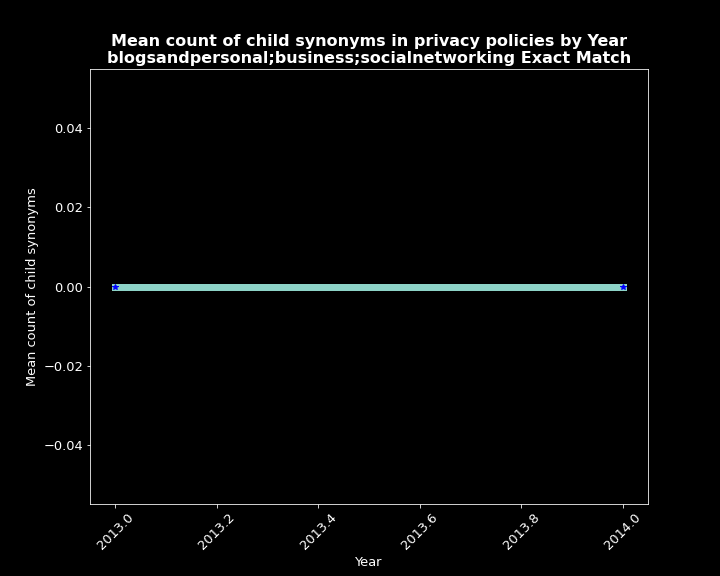 Mean count of child synonyms in privacy policies by Year
blogsandpersonal;business;socialnetworking Exact Match
Mean count of child synonyms
0.04
0.02
0.00
−0.02
−0.04
2013.0
2013.2
2013.4
2013.6
2013.8
2014.0
Year